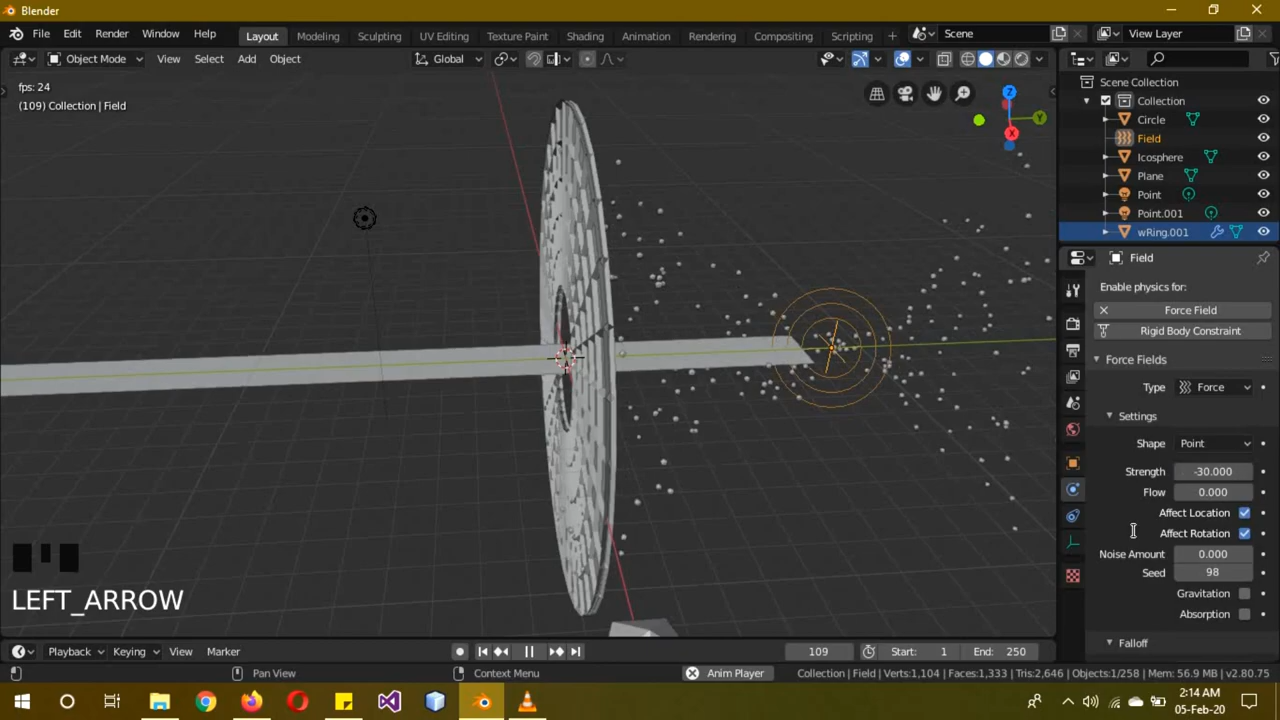 Blender
File Edit Render Window Help Layout Modeling Sculpting UV Editing Texture Paint Shading Animation Rendering Compositing Scripting + Scene View Layer
Object Mode View Select Add Object Global
fps: 24
(109) Collection | Field
Z
Y
X
Scene Collection
Collection
Circle
Field
Icosphere
Plane
Point
Point.001
wRing.001
Field
Enable physics for:
Force Field
Rigid Body Constraint
Force Fields
Type Force
Settings
Shape Point
Strength -30.000
Flow 0.000
Affect Location
Affect Rotation
Noise Amount 0.000
Seed 98
Gravitation
Absorption
Falloff
LEFT_ARROW
Playback Keying View Marker 109 Start: 1 End: 250
Pan View Context Menu Anim Player Collection | Field | Verts:1,104 | Faces:1,333 | Tris:2,646 | Objects:1/258 | Mem: 56.9 MB | v2.80.75
2:14 AM
05-Feb-20